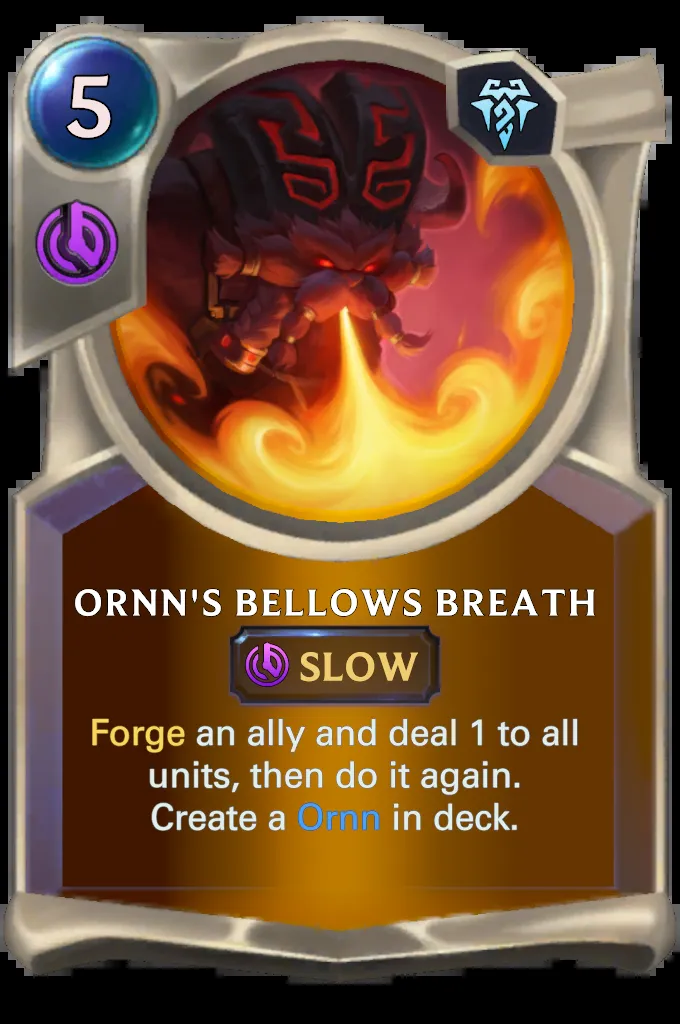 5
ORNN'S BELLOWS BREATH
SLOW
Forge an ally and deal 1 to all
units, then do it again.
Create a Ornn in deck.